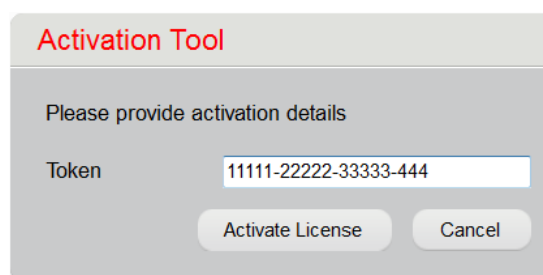 Activation Tool
Please provide activation details
Token 11111-22222-33333-444
Activate License Cancel